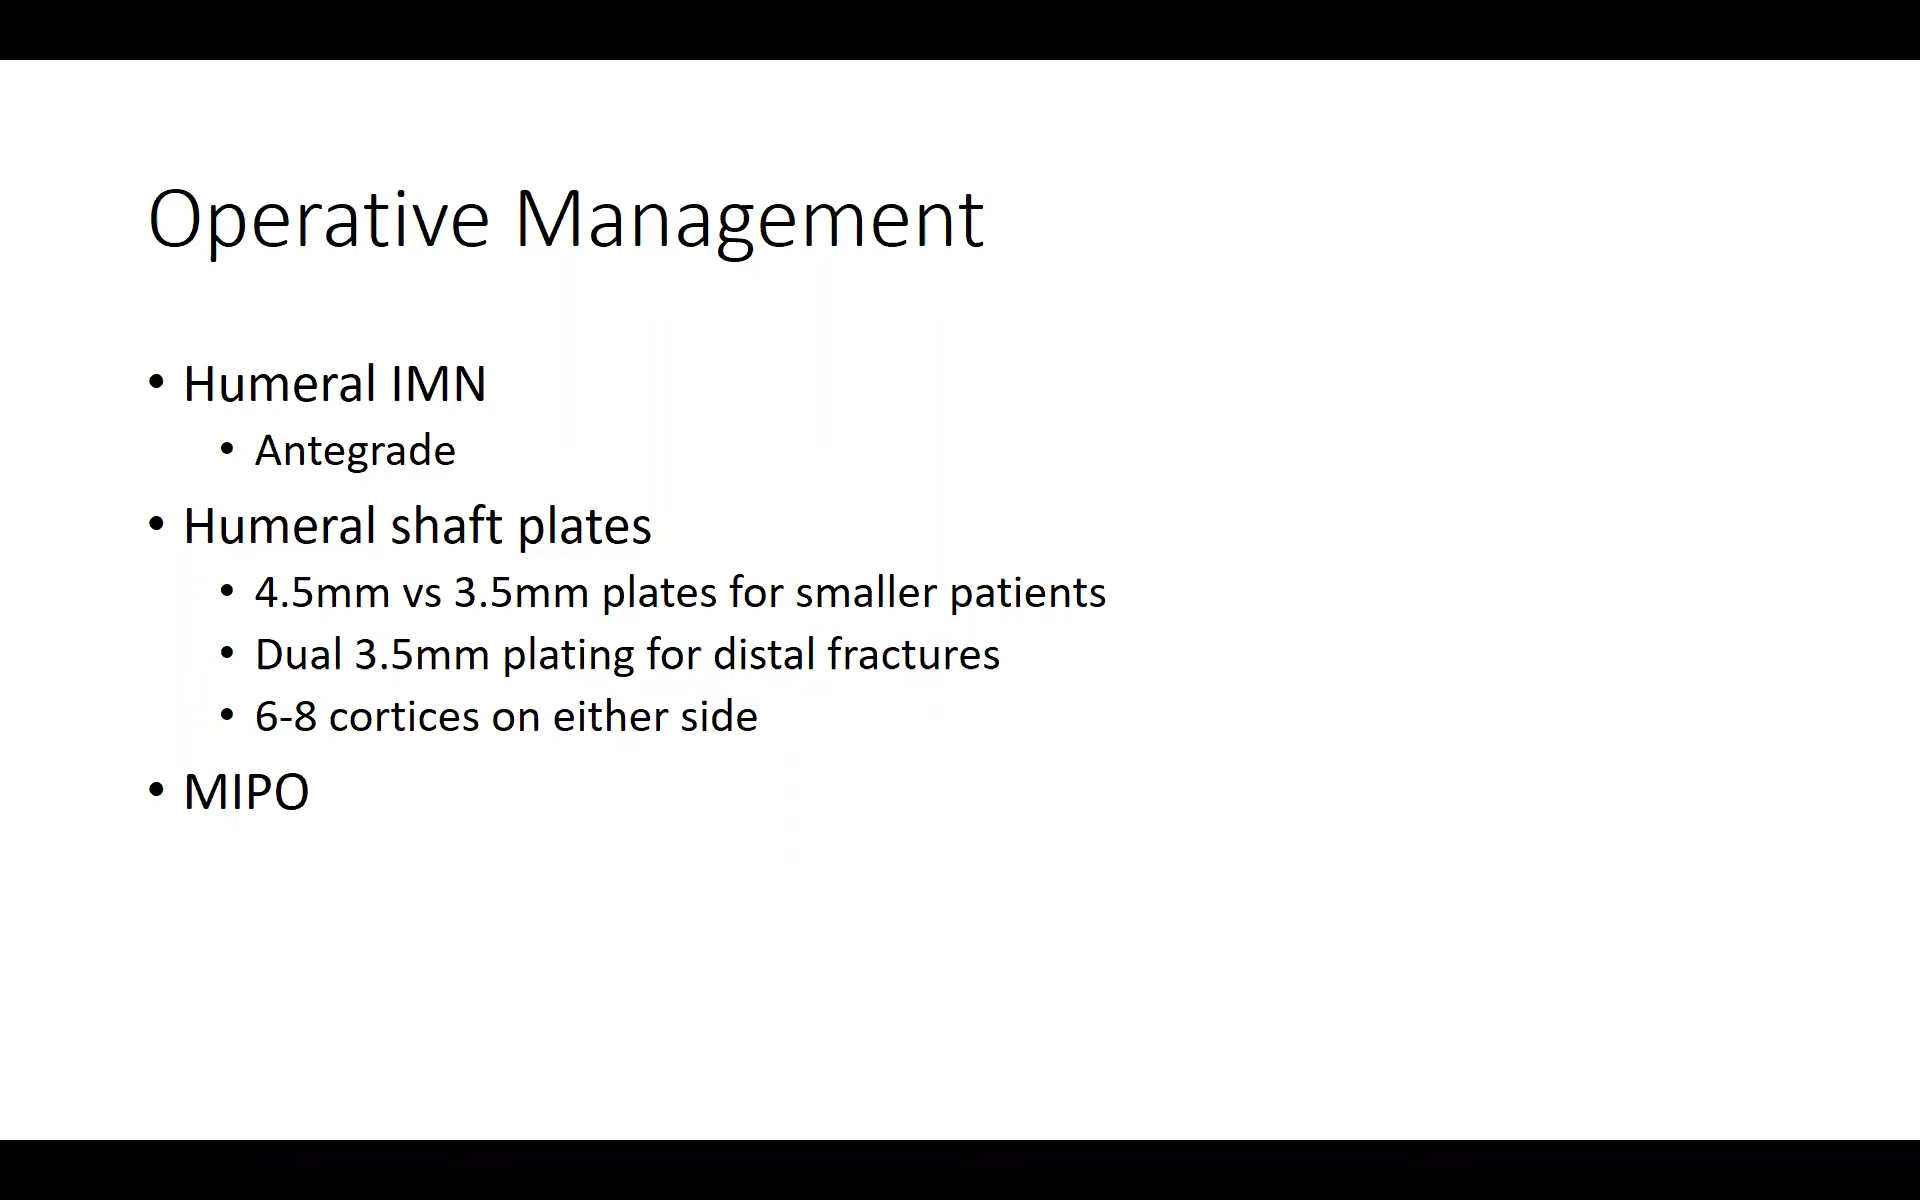 Operative Management
• Humeral IMN
• Antegrade
• Humeral shaft plates
• 4.5mm vs 3.5mm plates for smaller patients
• Dual 3.5mm plating for distal fractures
• 6-8 cortices on either side
• MIPO